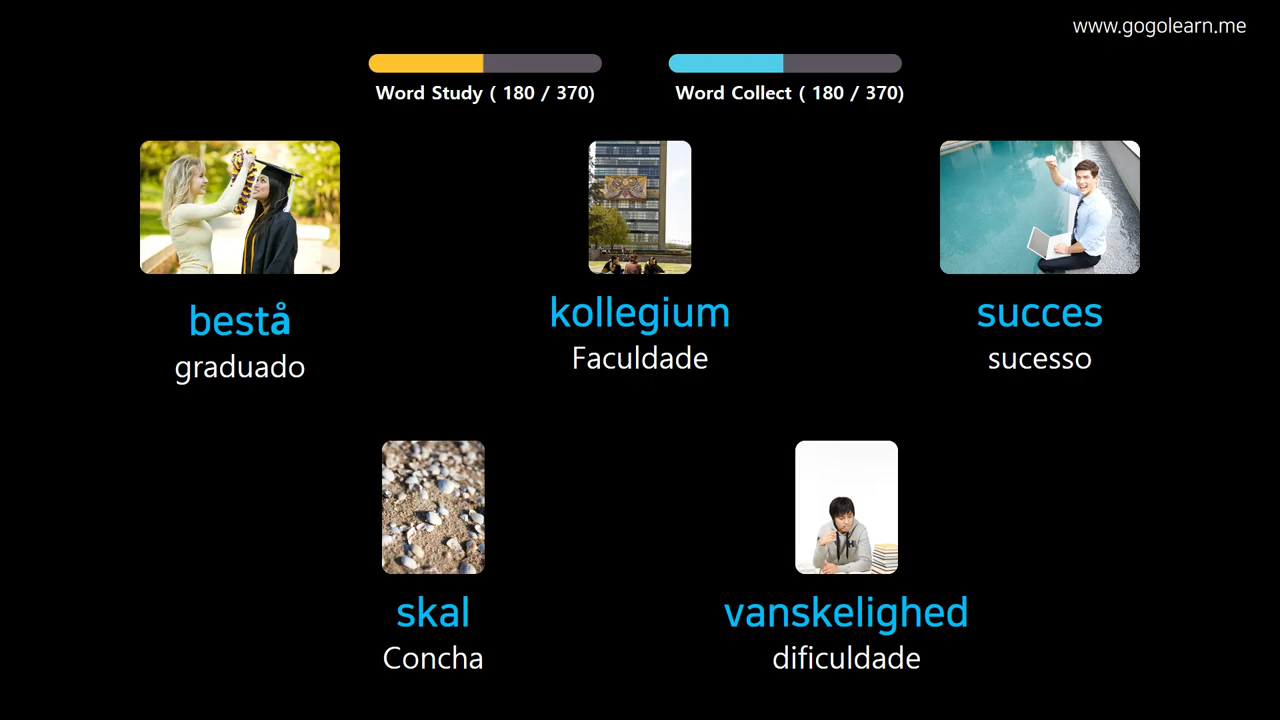 www.gogolearn.me
Word Study ( 180 / 370)
Word Collect ( 180 / 370)
bestå
graduado
kollegium
Faculdade
succes
sucesso
skal
Concha
vanskelighed
dificuldade